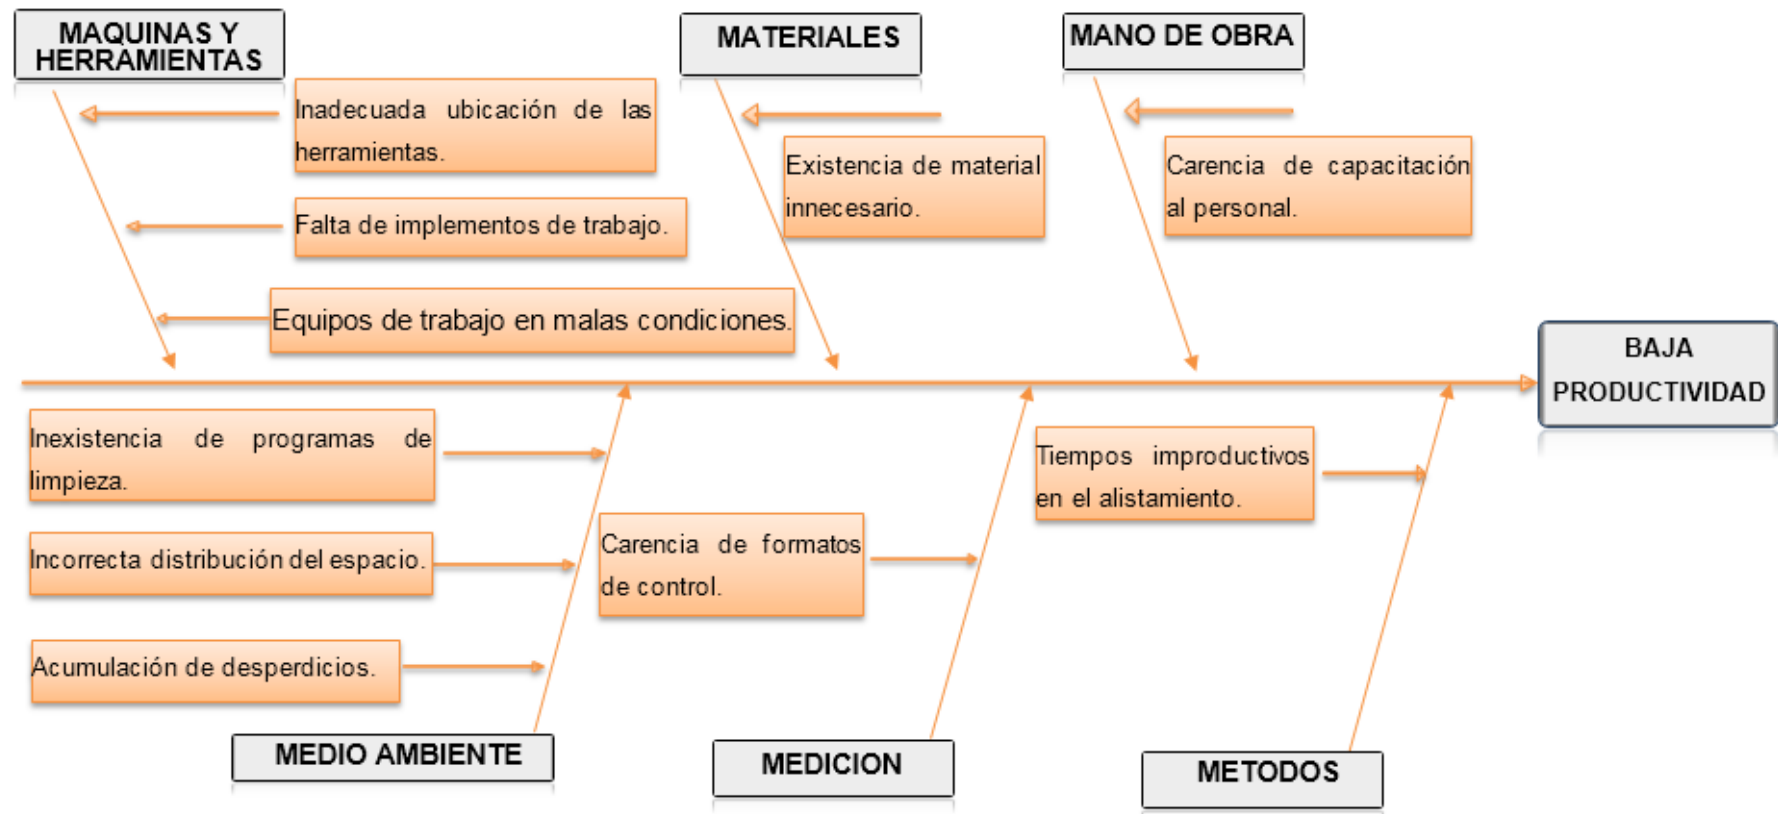 MAQUINAS Y
HERRAMIENTAS
Inadecuada ubicación de las
herramientas.
Falta de implementos de trabajo.
Equipos de trabajo en malas condiciones.
MATERIALES
Existencia de material
innecesario.
MANO DE OBRA
Carencia de capacitación
al personal.
BAJA
PRODUCTIVIDAD
Inexistencia de programas de
limpieza.
Incorrecta distribución del espacio.
Acumulación de desperdicios.
MEDIO AMBIENTE
Carencia de formatos
de control.
MEDICION
Tiempos improductivos
en el alistamiento.
METODOS